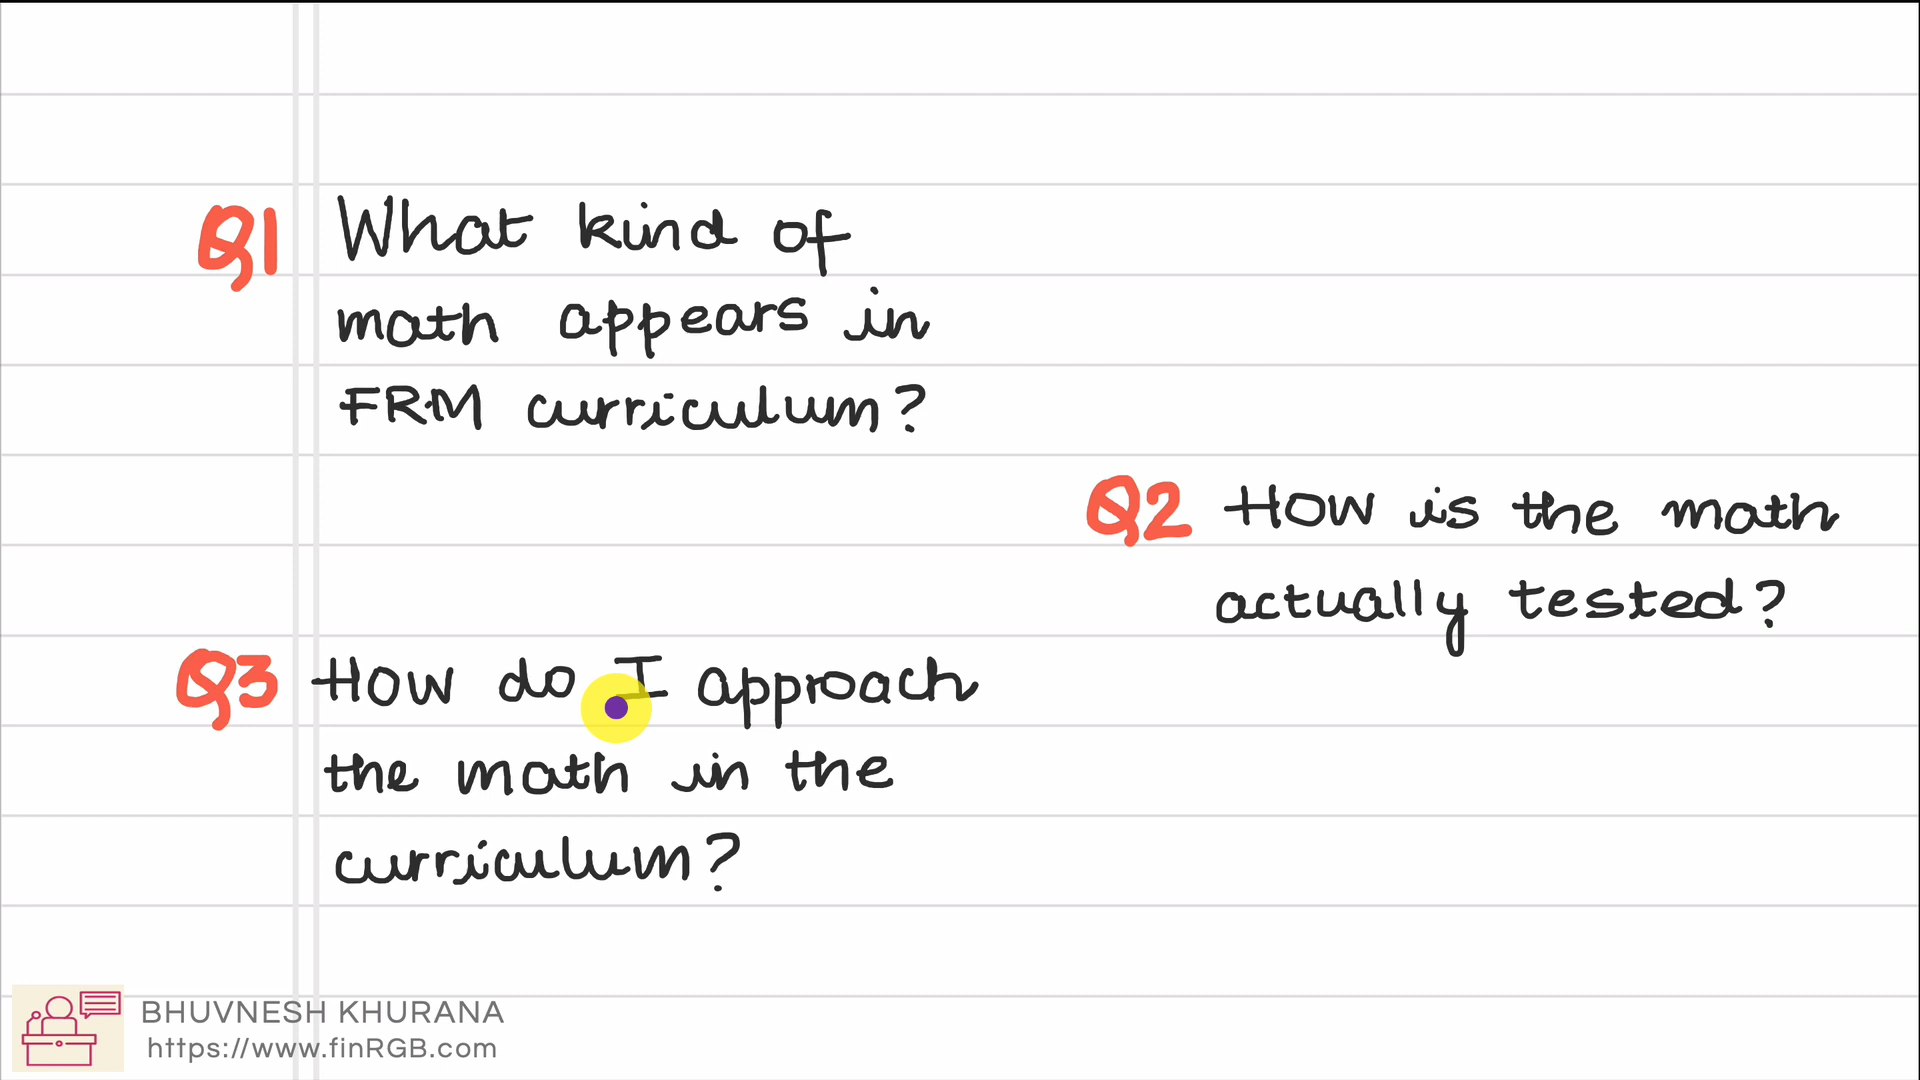 Q1 What kind of
math appears in
FRM curriculum?
Q2 How is the math
actually tested?
Q3 How do I approach
the math in the
curriculum?
BHUVNESH KHURANA
https://www.finRGB.com